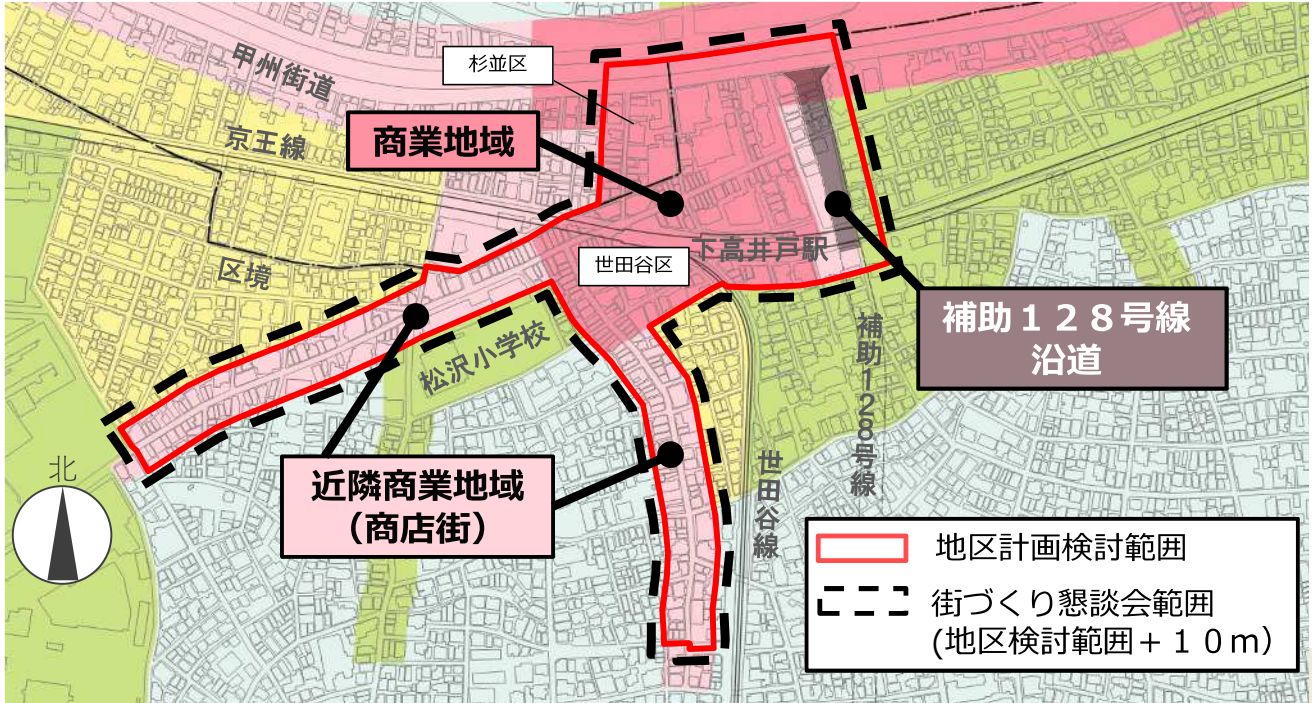 甲州街道
杉並区
京王線
商業地域
区境
世田谷区
下高井戸駅
補助１２８号線
沿道
松沢小学校
補助128号線
世田谷線
北
近隣商業地域
（商店街）
地区計画検討範囲
街づくり懇談会範囲
(地区検討範囲＋１０ｍ）